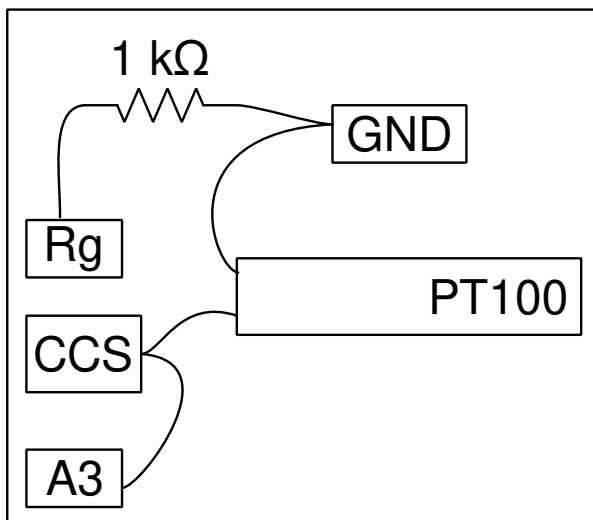 1 kΩ
GND
Rg
PT100
CCS
A3